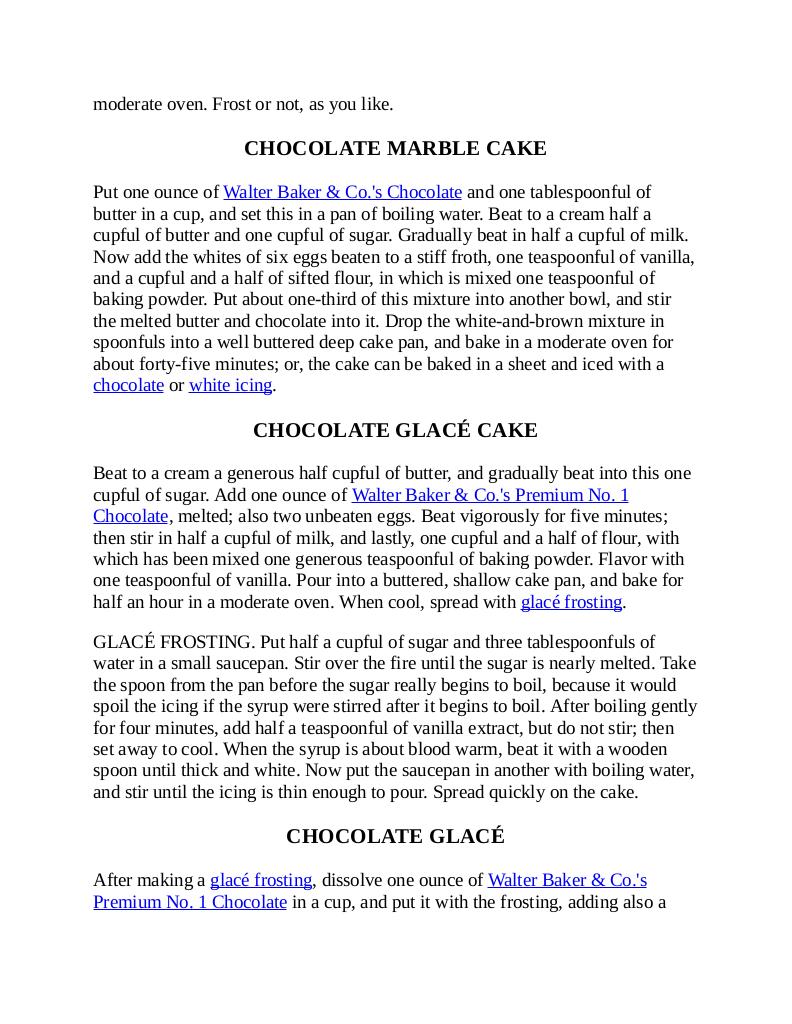 moderate oven. Frost or not, as you like.
CHOCOLATE MARBLE CAKE
Put one ounce of Walter Baker & Co.'s Chocolate and one tablespoonful of
butter in a cup, and set this in a pan of boiling water. Beat to a cream half a
cupful of butter and one cupful of sugar. Gradually beat in half a cupful of milk.
Now add the whites of six eggs beaten to a stiff froth, one teaspoonful of vanilla,
and a cupful and a half of sifted flour, in which is mixed one teaspoonful of
baking powder. Put about one-third of this mixture into another bowl, and stir
the melted butter and chocolate into it. Drop the white-and-brown mixture in
spoonfuls into a well buttered deep cake pan, and bake in a moderate oven for
about forty-five minutes; or, the cake can be baked in a sheet and iced with a
chocolate or white icing.
CHOCOLATE GLACÉ CAKE
Beat to a cream a generous half cupful of butter, and gradually beat into this one
cupful of sugar. Add one ounce of Walter Baker & Co.'s Premium No. 1
Chocolate, melted; also two unbeaten eggs. Beat vigorously for five minutes;
then stir in half a cupful of milk, and lastly, one cupful and a half of flour, with
which has been mixed one generous teaspoonful of baking powder. Flavor with
one teaspoonful of vanilla. Pour into a buttered, shallow cake pan, and bake for
half an hour in a moderate oven. When cool, spread with glacé frosting.
GLACÉ FROSTING. Put half a cupful of sugar and three tablespoonfuls of
water in a small saucepan. Stir over the fire until the sugar is nearly melted. Take
the spoon from the pan before the sugar really begins to boil, because it would
spoil the icing if the syrup were stirred after it begins to boil. After boiling gently
for four minutes, add half a teaspoonful of vanilla extract, but do not stir; then
set away to cool. When the syrup is about blood warm, beat it with a wooden
spoon until thick and white. Now put the saucepan in another with boiling water,
and stir until the icing is thin enough to pour. Spread quickly on the cake.
CHOCOLATE GLACÉ
After making a glacé frosting, dissolve one ounce of Walter Baker & Co.'s
Premium No. 1 Chocolate in a cup, and put it with the frosting, adding also a